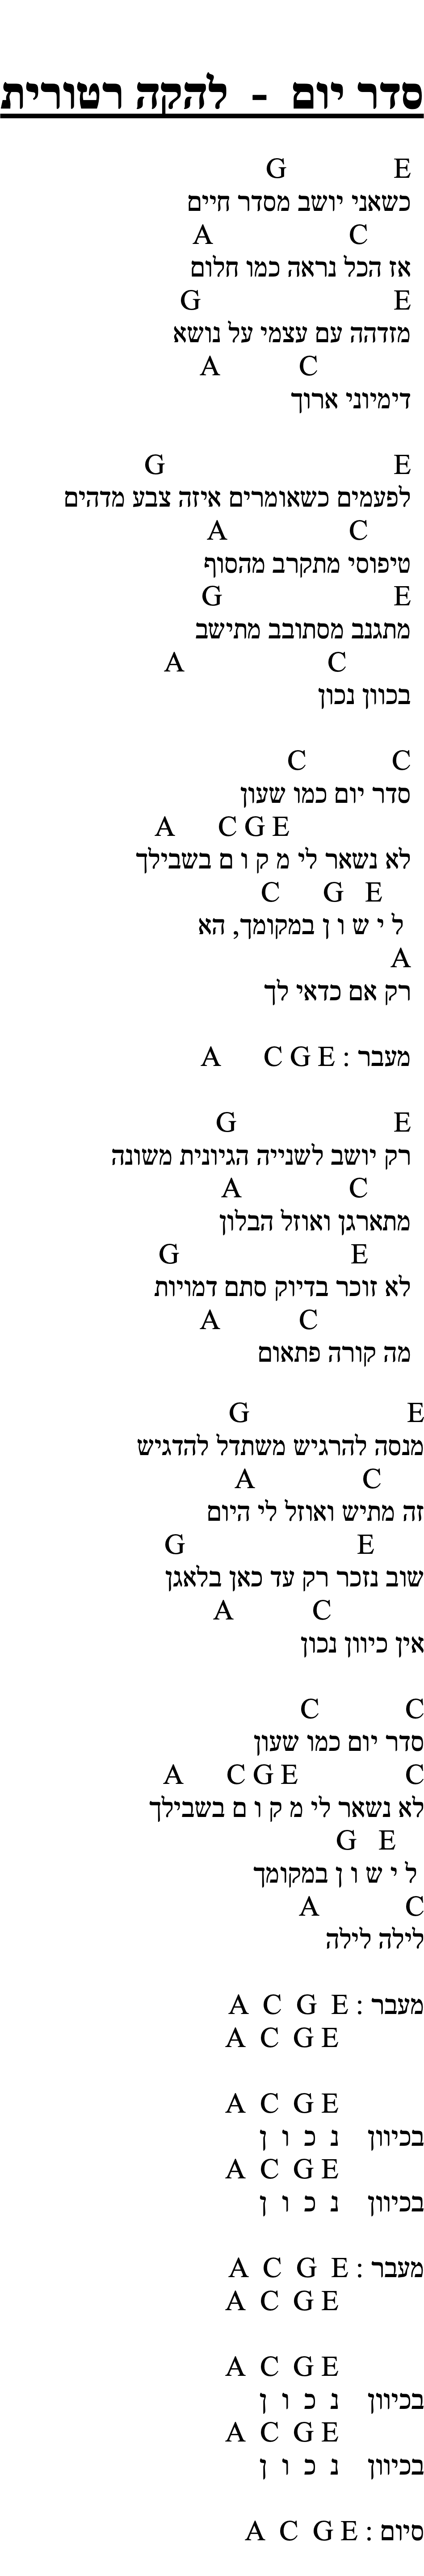 סדר יום - להקה רטורית
E G
כשאני יושב מסדר חיים
C A
אז הכל נראה כמו חלום
E G
מזדהה עם עצמי על נושא
C A
דימיוני ארוך
E G
לפעמים כשאומרים איזה צבע מדהים
C A
טיפוסי מתקרב מהסוף
E G
מתגנב מסתובב מתישב
C A
בכוון נכון
C C
סדר יום כמו שעון
E G C A
לא נשאר לי מ ק ו ם בשבילך
E G C
ל י ש ו ן במקומך, הא
A
רק אם כדאי לך
מעבר : E G C A
E G
רק יושב לשנייה הגיונית משונה
C A
מתארגן ואוזל הבלון
E G
לא זוכר בדיוק סתם דמויות
C A
מה קורה פתאום
E G
מנסה להרגיש משתדל להדגיש
C A
זה מתיש ואוזל לי היום
E G
שוב נזכר רק עד כאן בלאגן
C A
אין כיוון נכון
C C
סדר יום כמו שעון
C E G C A
לא נשאר לי מ ק ו ם בשבילך
E G
ל י ש ו ן במקומך
C A
לילה לילה
מעבר : E G C A
E G C A
E G C A
בכיוון נ כ ו ן
E G C A
בכיוון נ כ ו ן
מעבר : E G C A
E G C A
E G C A
בכיוון נ כ ו ן
E G C A
בכיוון נ כ ו ן
סיום : E G C A